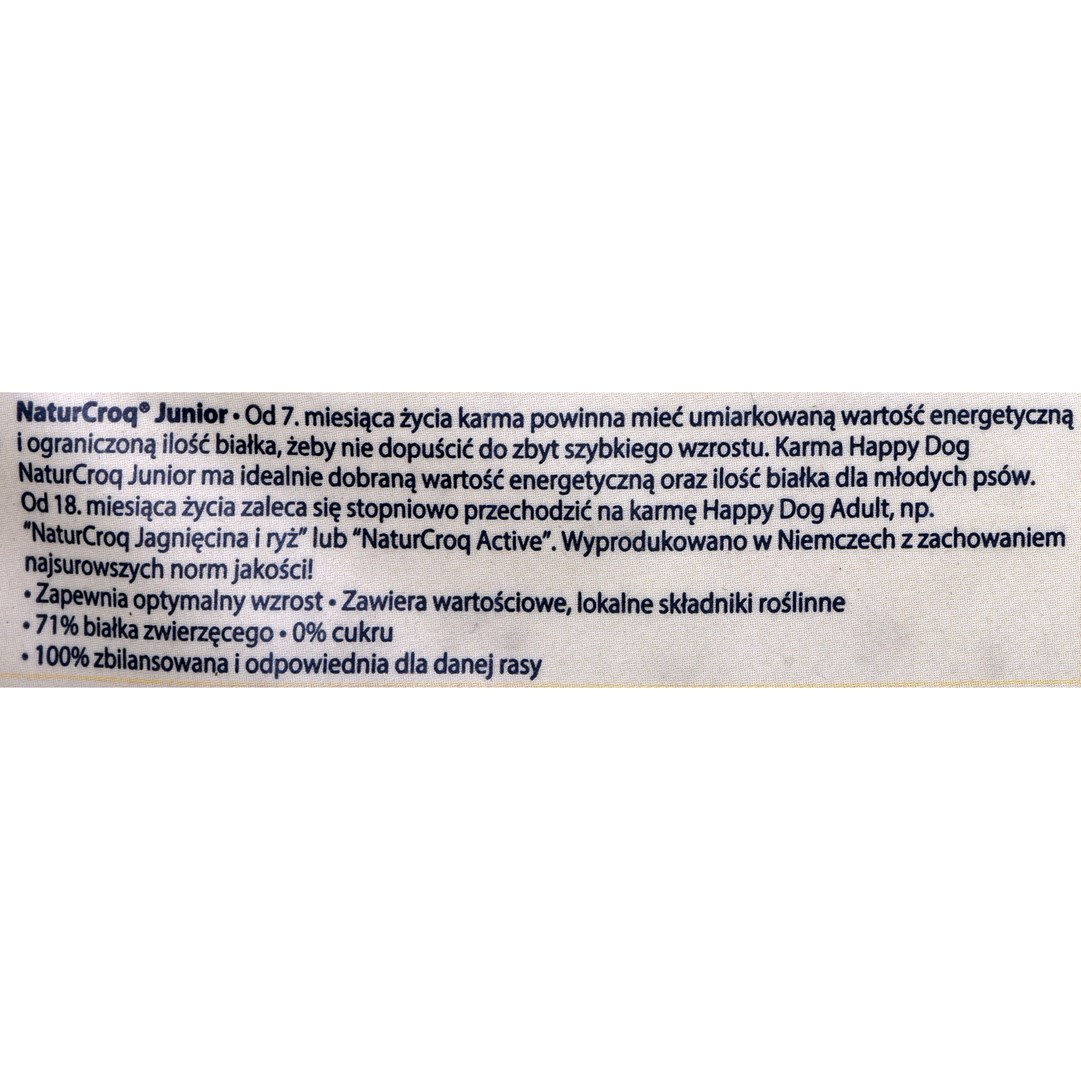 NaturCroq® Junior • Od 7. miesiąca życia karma powinna mieć umiarkowaną wartość energetyczną
i ograniczoną ilość białka, żeby nie dopuścić do zbyt szybkiego wzrostu. Karma Happy Dog
NaturCroq Junior ma idealnie dobraną wartość energetyczną oraz ilość białka dla młodych psów.
Od 18. miesiąca życia zaleca się stopniowo przechodzić na karmę Happy Dog Adult, np.
“NaturCroq Jagnięcina i ryż” lub “NaturCroq Active”. Wyprodukowano w Niemczech z zachowaniem
najsurowszych norm jakości!
• Zapewnia optymalny wzrost • Zawiera wartościowe, lokalne składniki roślinne
• 71% białka zwierzęcego • 0% cukru
• 100% zbilansowana i odpowiednia dla danej rasy